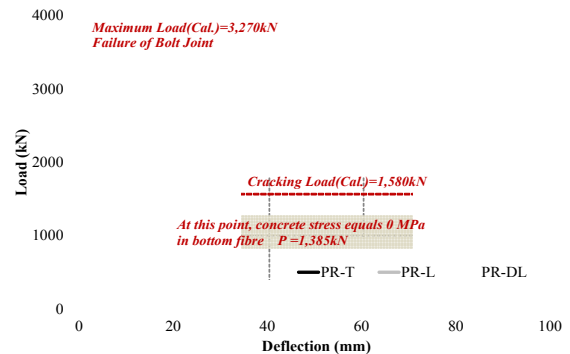 4000
Maximum Load(Cal.)=3,270kN
Failure of Bolt Joint
3000
Load (kN)
2000
Cracking Load(Cal.)=1,580kN
At this point, concrete stress equals 0 MPa
in bottom fibre P =1,385kN
1000
PR-T PR-L PR-DL
0
0 20 40 60 80 100
Deflection (mm)